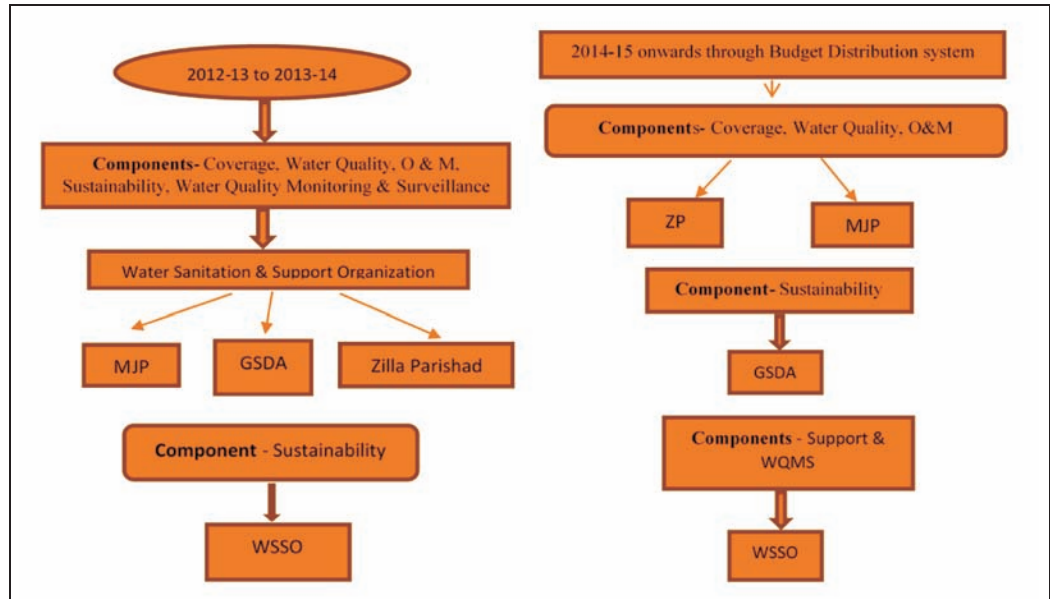 2012-13 to 2013-14
Components- Coverage, Water Quality, O & M,
Sustainability, Water Quality Monitoring & Surveillance
Water Sanitation & Support Organization
MJP
GSDA
Zilla Parishad
Component - Sustainability
WSSO
2014-15 onwards through Budget Distribution system
Components- Coverage, Water Quality, O&M
ZP
MJP
Component- Sustainability
GSDA
Components - Support &
WQMS
WSSO